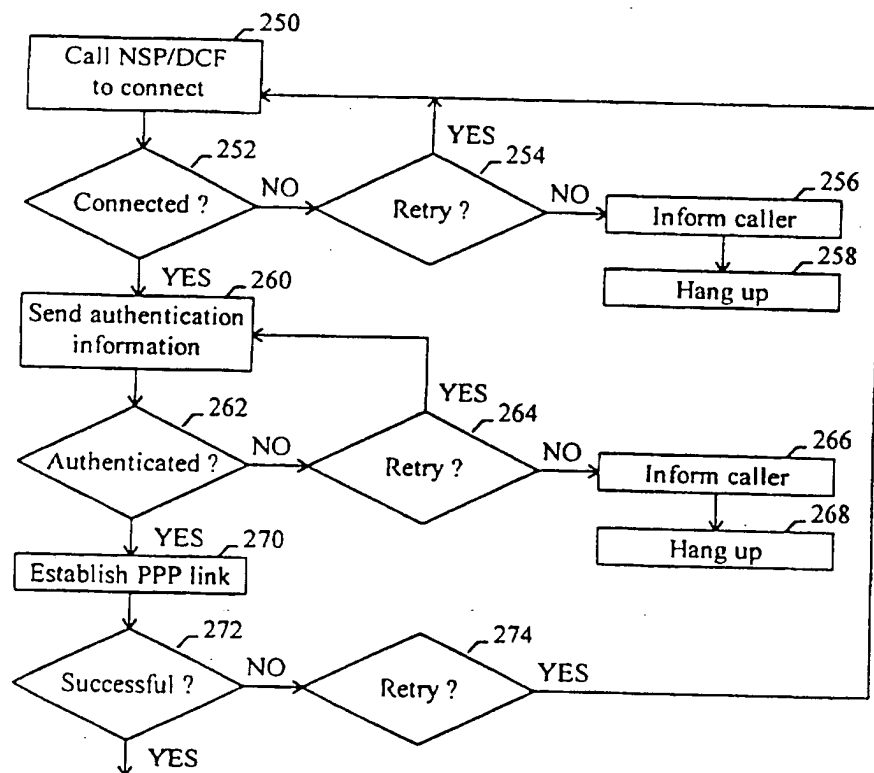 250
Call NSP/DCF
to connect
YES
252
254
256
NO
NO
Connected ?
Retry ?
Inform caller
258
YES
260
Hang up
Send authentication
information
YES
262
264
266
NO
NO
Authenticated ?
Retry ?
Inform caller
268
YES
270
Hang up
Establish PPP link
272
274
NO
YES
Successful ?
Retry ?
YES